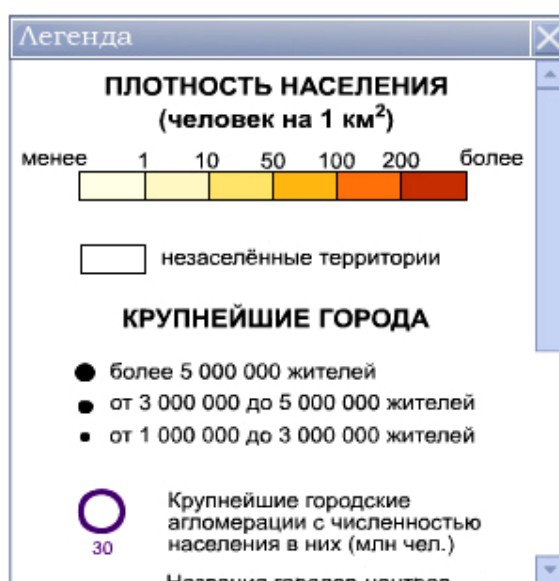 Легенда
ПЛОТНОСТЬ НАСЕЛЕНИЯ
(человек на 1 км²)
менее 1 10 50 100 200 более
незаселённые территории
КРУПНЕЙШИЕ ГОРОДА
более 5 000 000 жителей
от 3 000 000 до 5 000 000 жителей
от 1 000 000 до 3 000 000 жителей
Крупнейшие городские
агломерации с численностью
населения в них (млн чел.)
30